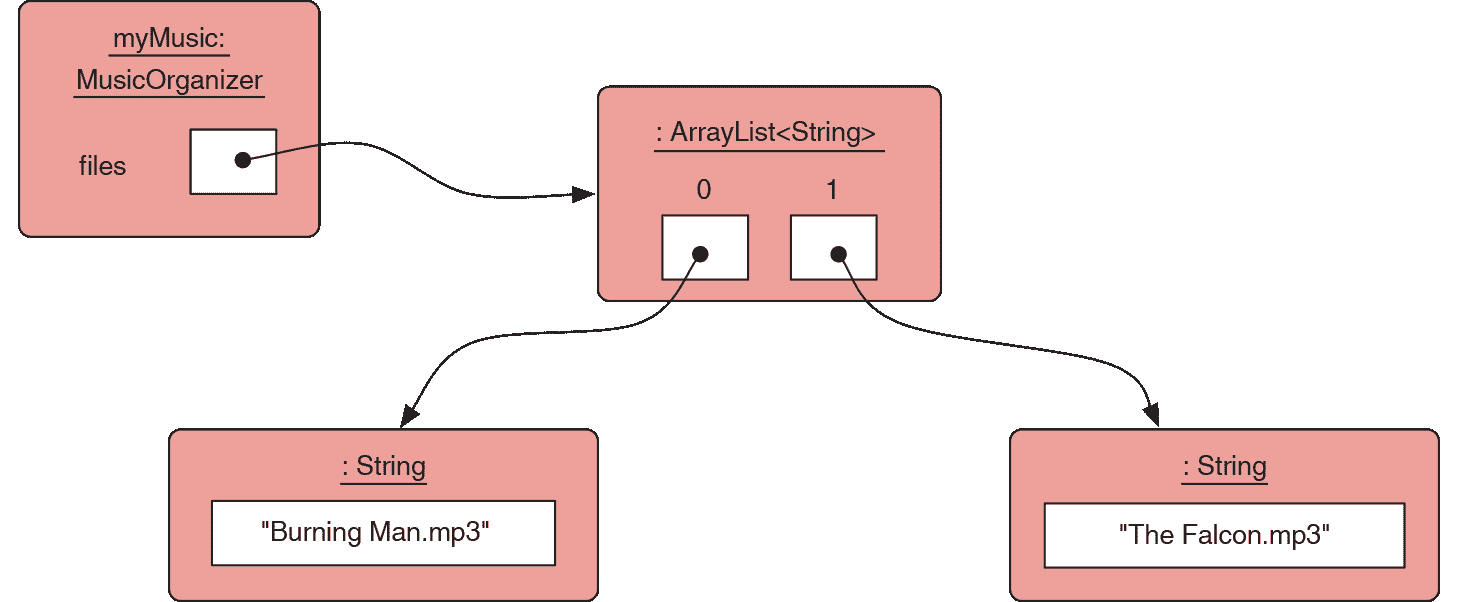 myMusic:
MusicOrganizer
files
: ArrayList<String>
0 1
: String
"Burning Man.mp3"
: String
"The Falcon.mp3"